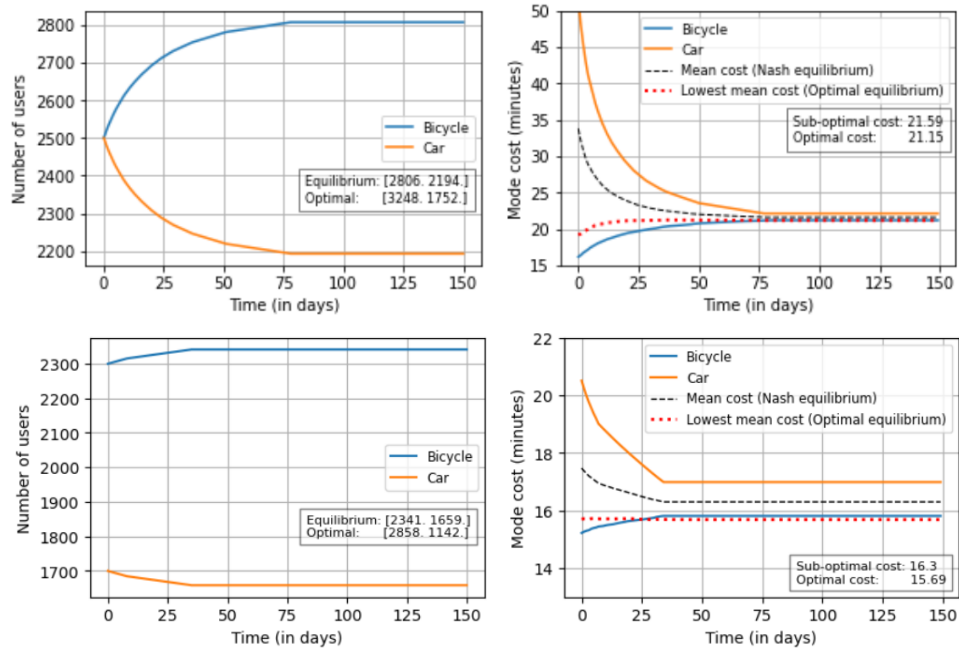 2800
2700
2600
2500
2400
2300
2200
Number of users
0 25 50 75 100 125 150
Time (in days)
Bicycle
Car
Equilibrium: [2806. 2194.]
Optimal: [3248. 1752.]
50
45
40
35
30
25
20
15
Mode cost (minutes)
0 25 50 75 100 125 150
Time (in days)
Bicycle
Car
Mean cost (Nash equilibrium)
Lowest mean cost (Optimal equilibrium)
Sub-optimal cost: 21.59
Optimal cost: 21.15
2300
2200
2100
2000
1900
1800
1700
Number of users
0 25 50 75 100 125 150
Time (in days)
Bicycle
Car
Equilibrium: [2341. 1659.]
Optimal: [2858. 1142.]
22
20
18
16
14
Mode cost (minutes)
0 25 50 75 100 125 150
Time (in days)
Bicycle
Car
Mean cost (Nash equilibrium)
Lowest mean cost (Optimal equilibrium)
Sub-optimal cost: 16.3
Optimal cost: 15.69